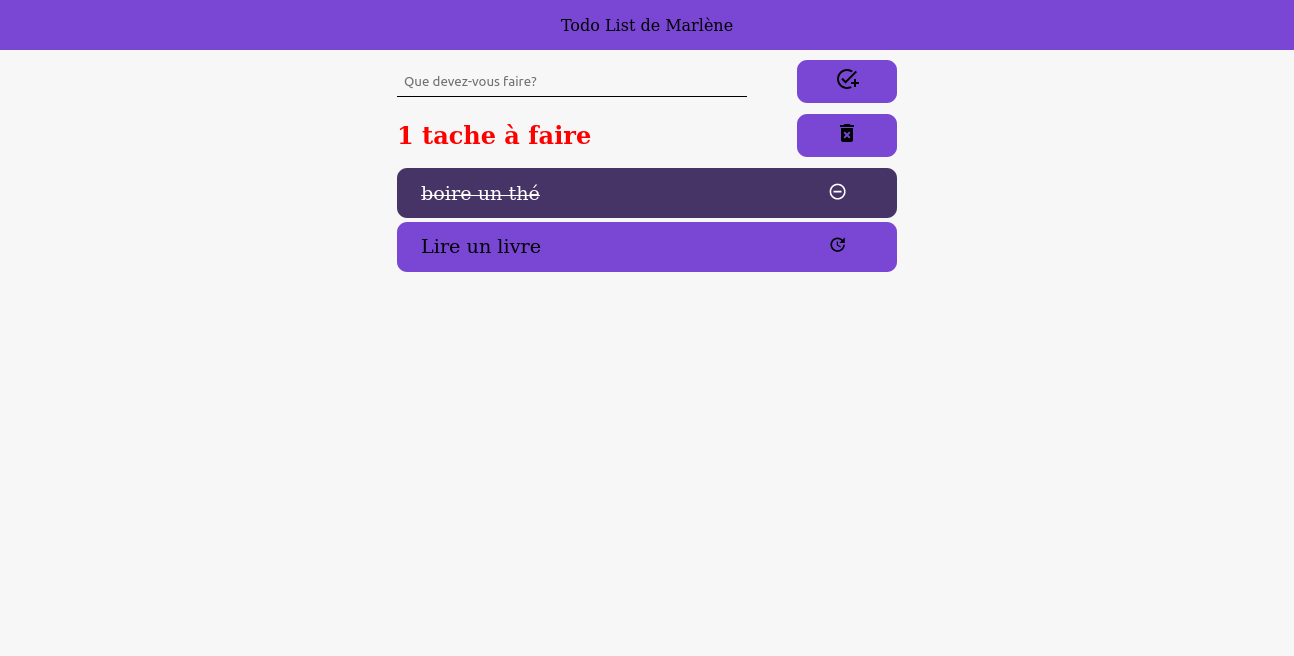 Todo List de Marlène
Que devez-vous faire?
1 tache à faire
boire un thé
Lire un livre